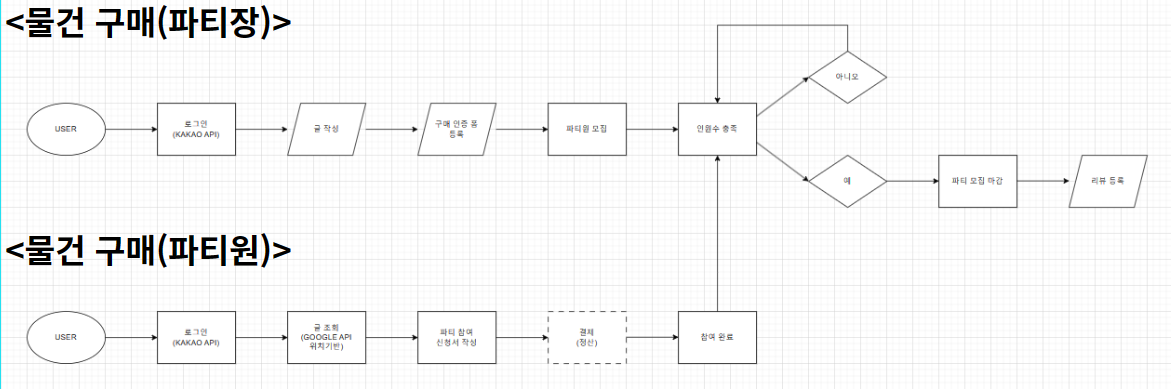 <물건 구매(파티장)>
아니오
USER
로그인
(KAKAO API)
글 작성
구매 인증 폼
등록
파티원 모집
인원수 충족
예
파티 모집 마감
리뷰 등록
<물건 구매(파티원)>
USER
로그인
(KAKAO API)
글 조회
(GOOGLE API
위치기반)
파티 참여
신청서 작성
결제
(정산)
참여 완료